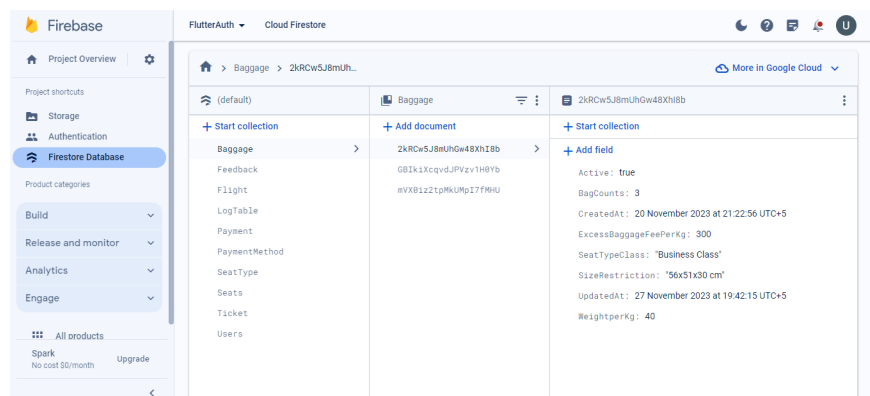 Firebase
FlutterAuth
Cloud Firestore
U
Project Overview
Project shortcuts
Storage
Authentication
Firestore Database
Product categories
Build
Release and monitor
Analytics
Engage
All products
Spark
No cost $0/month
Upgrade
Baggage > 2kRCw5J8mUh...
More in Google Cloud
(default)
+ Start collection
Baggage
Feedback
Flight
LogTable
Payment
PaymentMethod
SeatType
Seats
Ticket
Users
Baggage
+ Add document
2kRCw5J8mUhGw48XhI8b
GBIkiXcqvdJPVzv1H0Yb
mVX0iz2tpMkUMpI7fMHU
2kRCw5J8mUhGw48XhI8b
+ Start collection
+ Add field
Active: true
BagCounts: 3
CreatedAt: 20 November 2023 at 21:22:56 UTC+5
ExcessBaggageFeePerKg: 300
SeatTypeClass: "Business Class"
SizeRestriction: "56x51x30 cm"
UpdatedAt: 27 November 2023 at 19:42:15 UTC+5
WeightperKg: 40